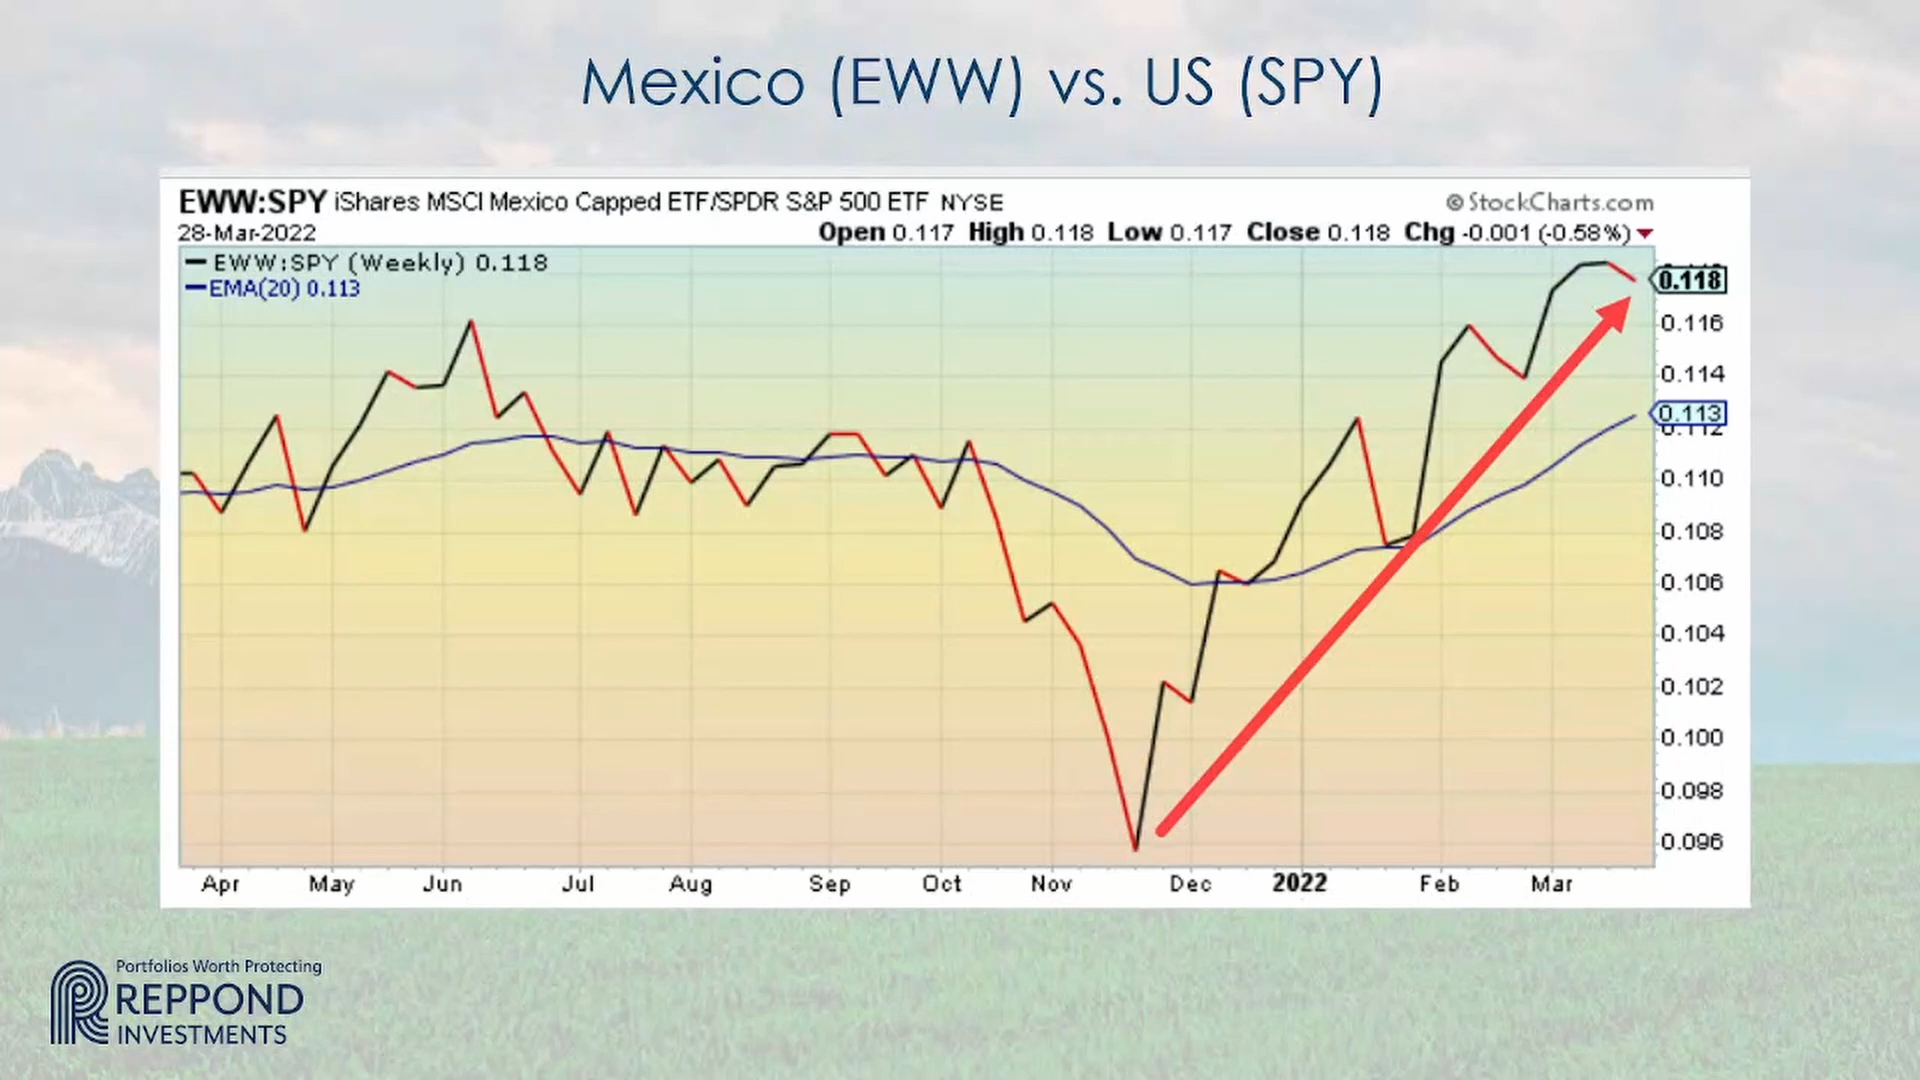 Mexico (EWW) vs. US (SPY)
EWW:SPY iShares MSCI Mexico Capped ETF/SPDR S&P 500 ETF NYSE © StockCharts.com
28-Mar-2022 Open 0.117 High 0.118 Low 0.117 Close 0.118 Chg -0.001 (-0.58%)
EWW:SPY (Weekly) 0.118
EMA(20) 0.113
0.118
0.116
0.114
0.113
0.112
0.110
0.108
0.106
0.104
0.102
0.100
0.098
0.096
Apr May Jun Jul Aug Sep Oct Nov Dec 2022 Feb Mar
Portfolios Worth Protecting
REPPOND
INVESTMENTS